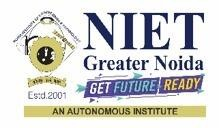 NIET
Greater Noida
GET FUTURE READY
Estd.2001
AN AUTONOMOUS INSTITUTE